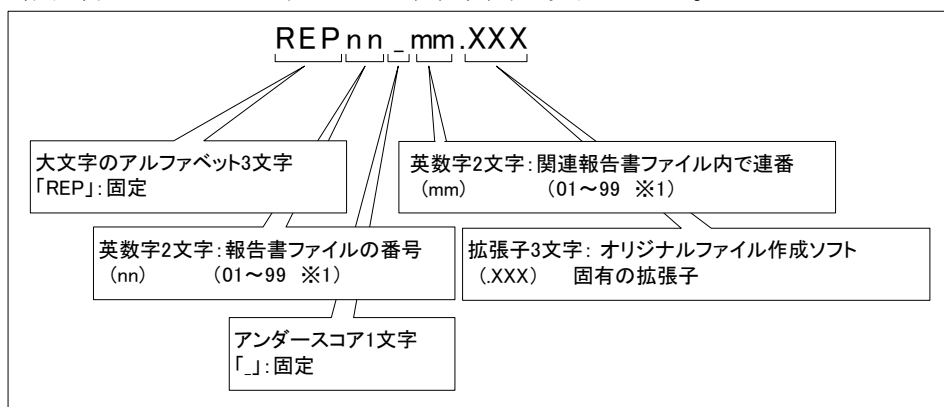 REPnn_mm.XXX
大文字のアルファベット3文字
「REP」：固定
英数字2文字：関連報告書ファイル内で連番
(mm) (01～99 ※1)
英数字2文字：報告書ファイルの番号
(nn) (01～99 ※1)
拡張子3文字： オリジナルファイル作成ソフト
(.XXX) 固有の拡張子
アンダースコア1文字
「_」：固定